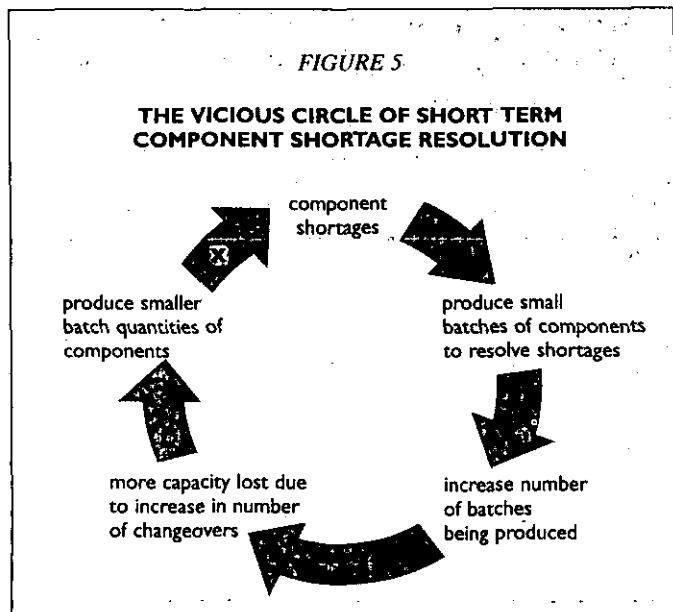 FIGURE 5
THE VICIOUS CIRCLE OF SHORT TERM
COMPONENT SHORTAGE RESOLUTION
component
shortages
produce small
batches of components
to resolve shortages
increase number
of batches
being produced
more capacity lost due
to increase in number
of changeovers
produce smaller
batch quantities of
components
X